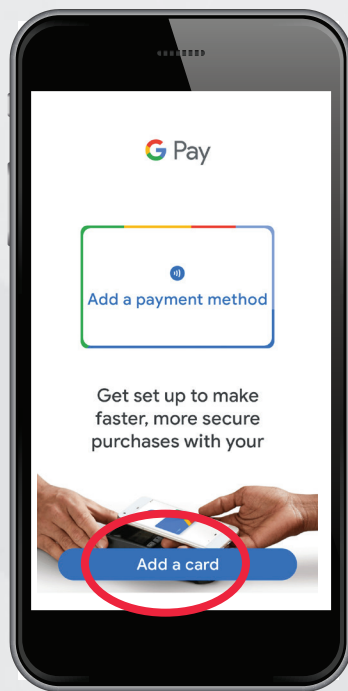 G Pay
Add a payment method
Get set up to make
faster, more secure
purchases with your
Add a card